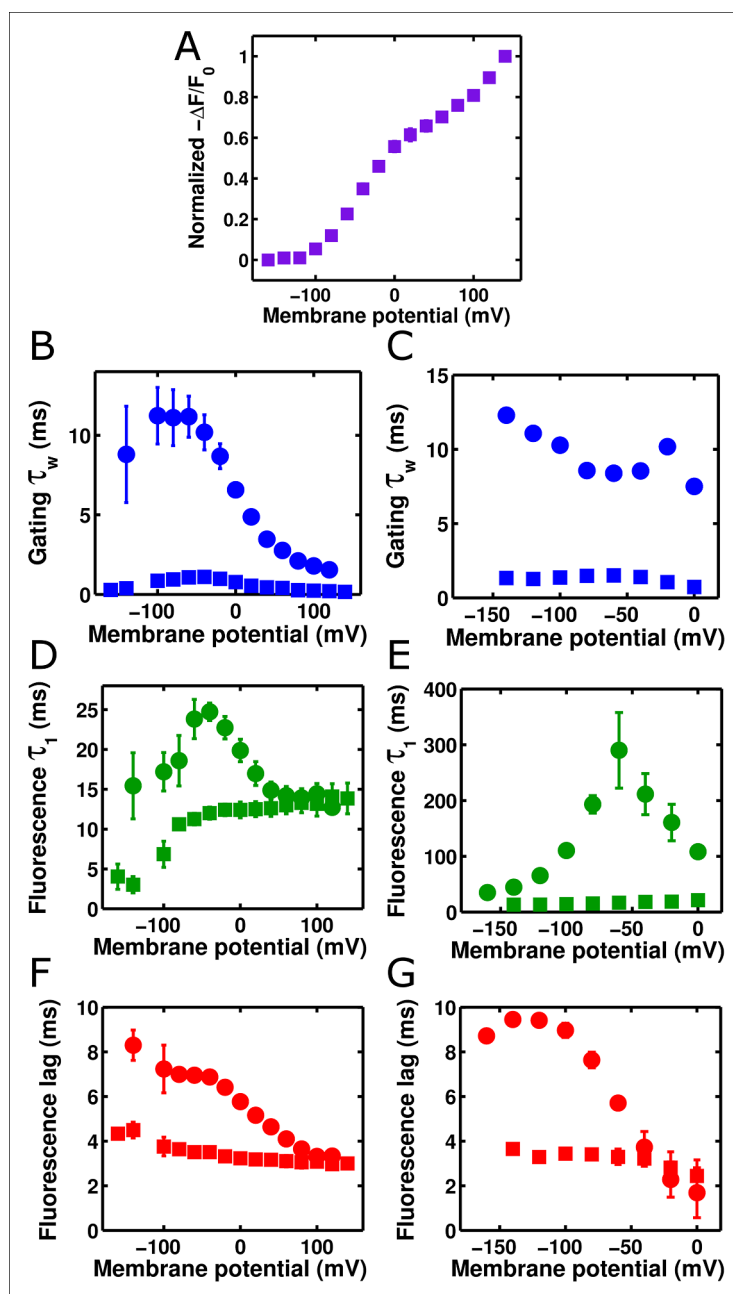 A
Normalized −ΔF/F0
1
0.8
0.6
0.4
0.2
0
−100 0 100
Membrane potential (mV)
B
Gating τw (ms)
10
5
0
−100 0 100
Membrane potential (mV)
C
Gating τw (ms)
15
10
5
0
−150 −100 −50 0
Membrane potential (mV)
D
Fluorescence τ1 (ms)
25
20
15
10
5
0
−100 0 100
Membrane potential (mV)
E
Fluorescence τ1 (ms)
400
300
200
100
0
−150 −100 −50 0
Membrane potential (mV)
F
Fluorescence lag (ms)
10
8
6
4
2
0
−100 0 100
Membrane potential (mV)
G
Fluorescence lag (ms)
10
8
6
4
2
0
−150 −100 −50 0
Membrane potential (mV)